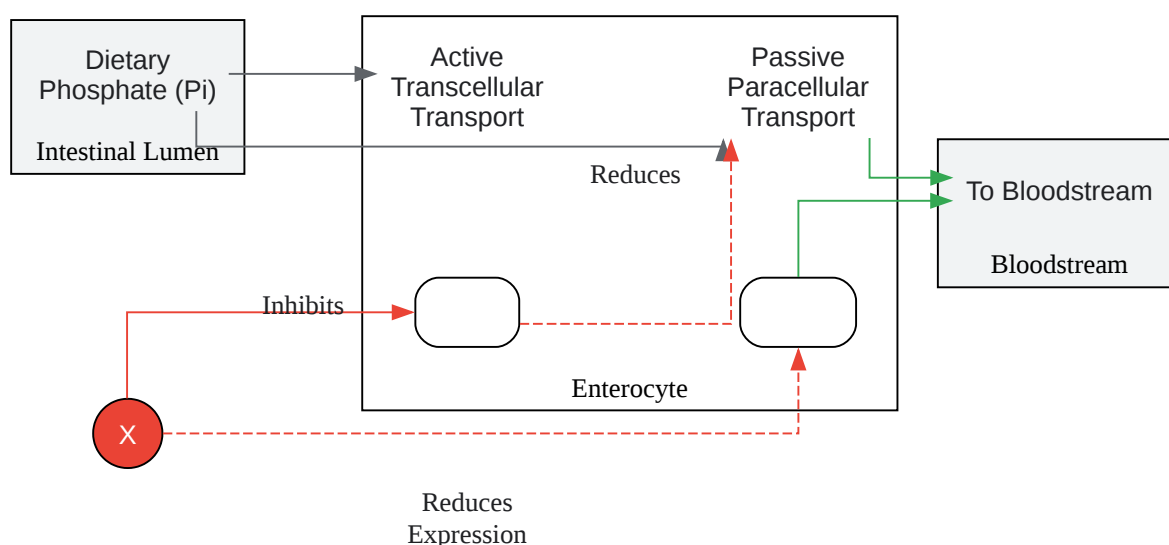 Dietary
Phosphate (Pi)
Intestinal Lumen
Active
Transcellular
Transport
Passive
Paracellular
Transport
Reduces
To Bloodstream
Bloodstream
Inhibits
Enterocyte
X
Reduces
Expression